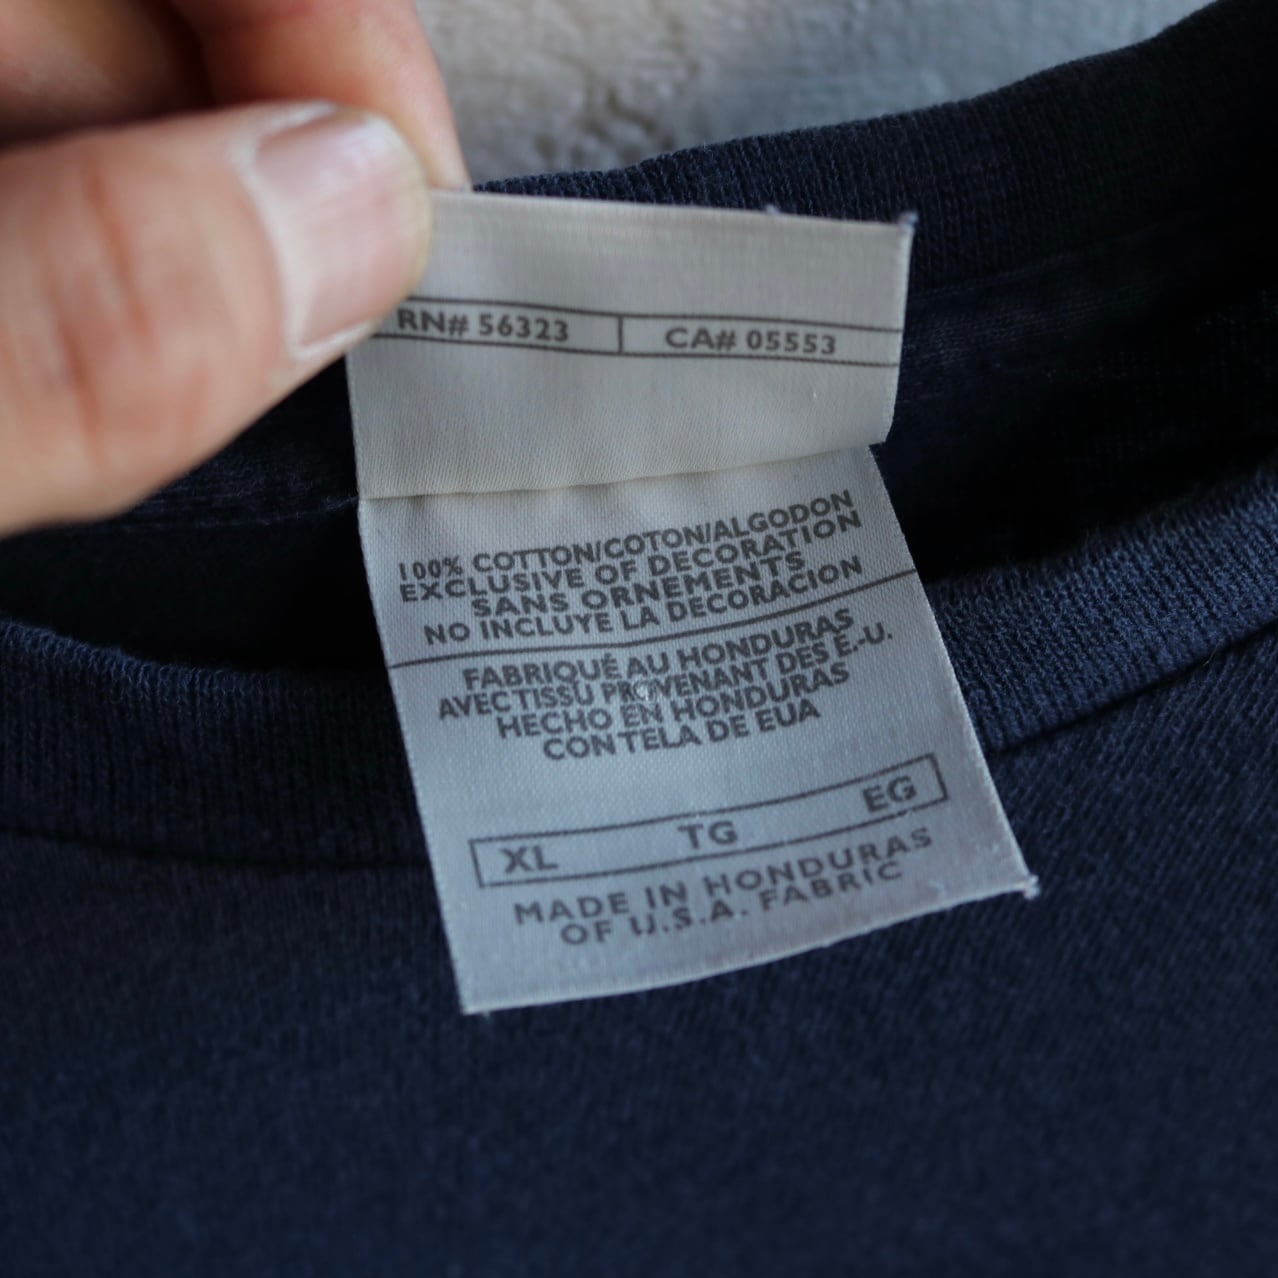 RN# 56323 CA# 05553
100% COTTON/COTON/ALGODON
EXCLUSIVE OF DECORATION
SANS ORNEMENTS
NO INCLUYE LA DECORACION
FABRIQUÉ AU HONDURAS
AVEC TISSU PROVENANT DES E.-U.
HECHO EN HONDURAS
CON TELA DE EUA
XL TG EG
MADE IN HONDURAS
OF U.S.A. FABRIC